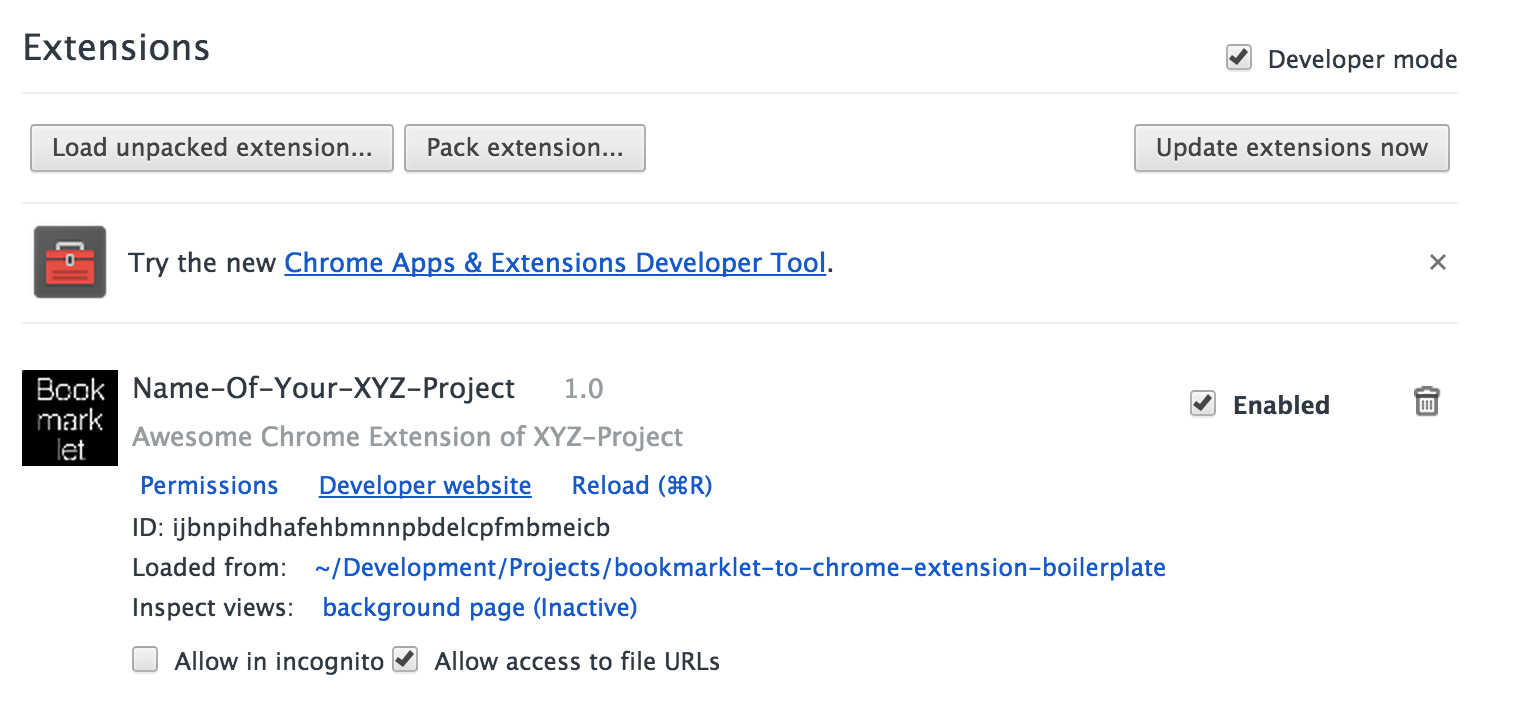 Extensions
Developer mode
Load unpacked extension...
Pack extension...
Update extensions now
Try the new Chrome Apps & Extensions Developer Tool.
Book
mark
let
Name-Of-Your-XYZ-Project 1.0
Enabled
Awesome Chrome Extension of XYZ-Project
Permissions Developer website Reload (⌘R)
ID: ijbnpihdhafehbmnnpbdelcpfmbmeicb
Loaded from: ~/Development/Projects/bookmarklet-to-chrome-extension-boilerplate
Inspect views: background page (Inactive)
Allow in incognito Allow access to file URLs